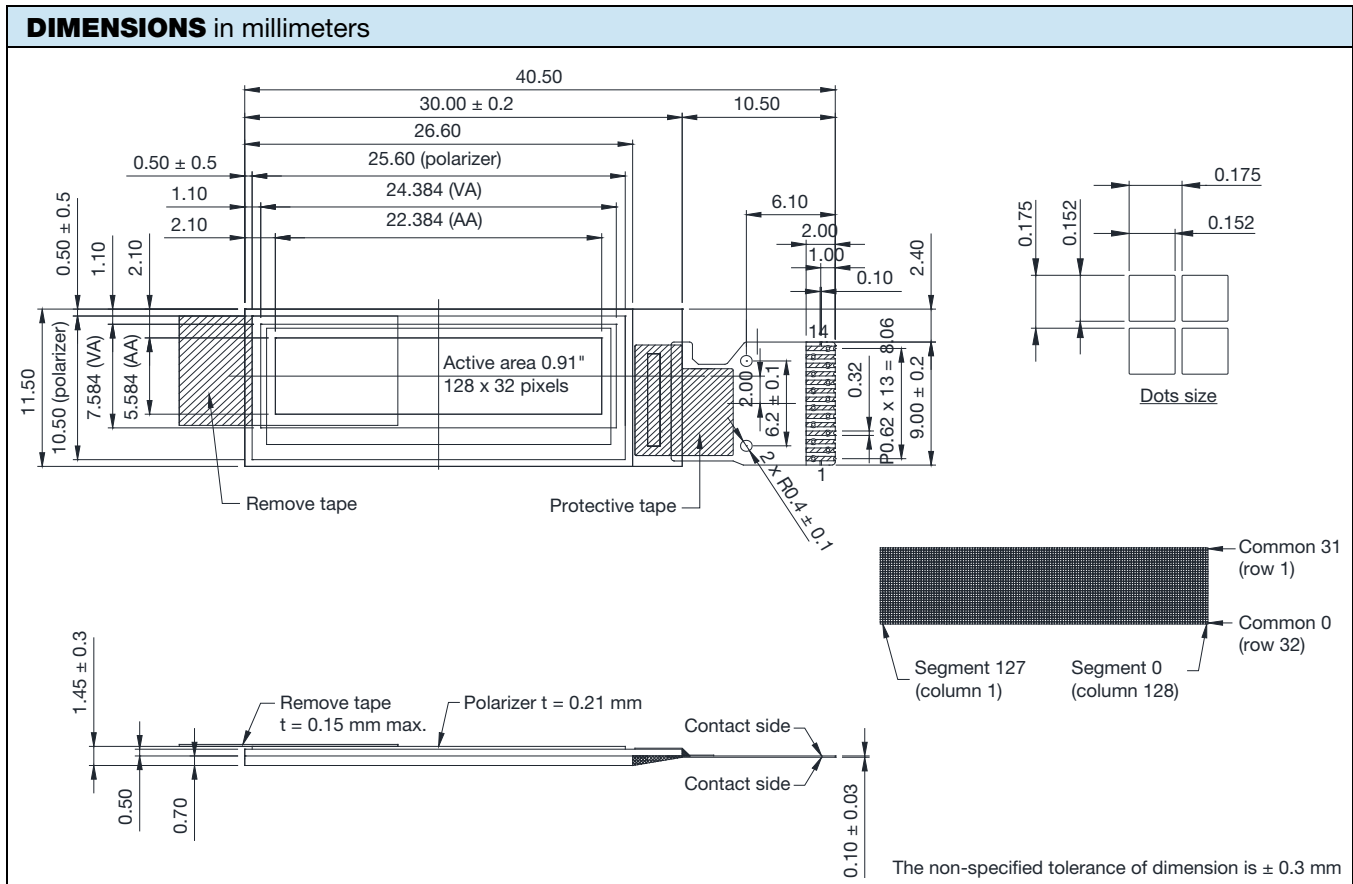 DIMENSIONS in millimeters
40.50
30.00 ± 0.2
10.50
26.60
0.50 ± 0.5
25.60 (polarizer)
1.10
24.384 (VA)
2.10
22.384 (AA)
6.10
2.00
1.00
0.10
2.40
0.50 ± 0.5
1.10
2.10
11.50
10.50 (polarizer)
7.584 (VA)
5.584 (AA)
Active area 0.91"
128 x 32 pixels
2.00
6.2 ± 0.1
14
1
0.32
P0.62 x 13 = 8.06
9.00 ± 0.2
2 x R0.4 ± 0.1
Remove tape
Protective tape
0.175
0.152
0.175
0.152
Dots size
Common 31
(row 1)
Common 0
(row 32)
Segment 127
(column 1)
Segment 0
(column 128)
1.45 ± 0.3
0.50
0.70
Remove tape
t = 0.15 mm max.
Polarizer t = 0.21 mm
Contact side
Contact side
0.10 ± 0.03
The non-specified tolerance of dimension is ± 0.3 mm